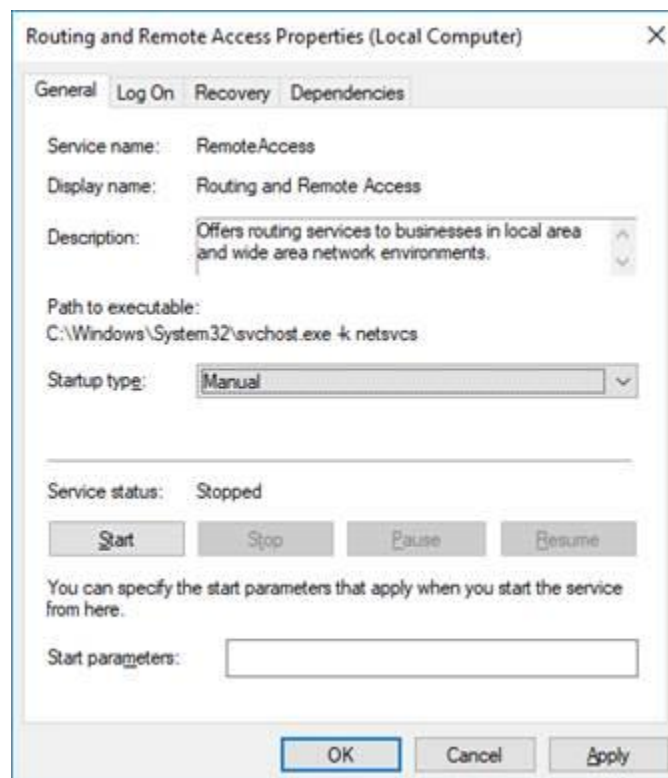 Routing and Remote Access Properties (Local Computer)
General Log On Recovery Dependencies
Service name: RemoteAccess
Display name: Routing and Remote Access
Description: Offers routing services to businesses in local area
and wide area network environments.
Path to executable:
C:\Windows\System32\svchost.exe -k netsvcs
Startup type: Manual
Service status: Stopped
Start Stop Pause Resume
You can specify the start parameters that apply when you start the service
from here.
Start parameters:
OK Cancel Apply